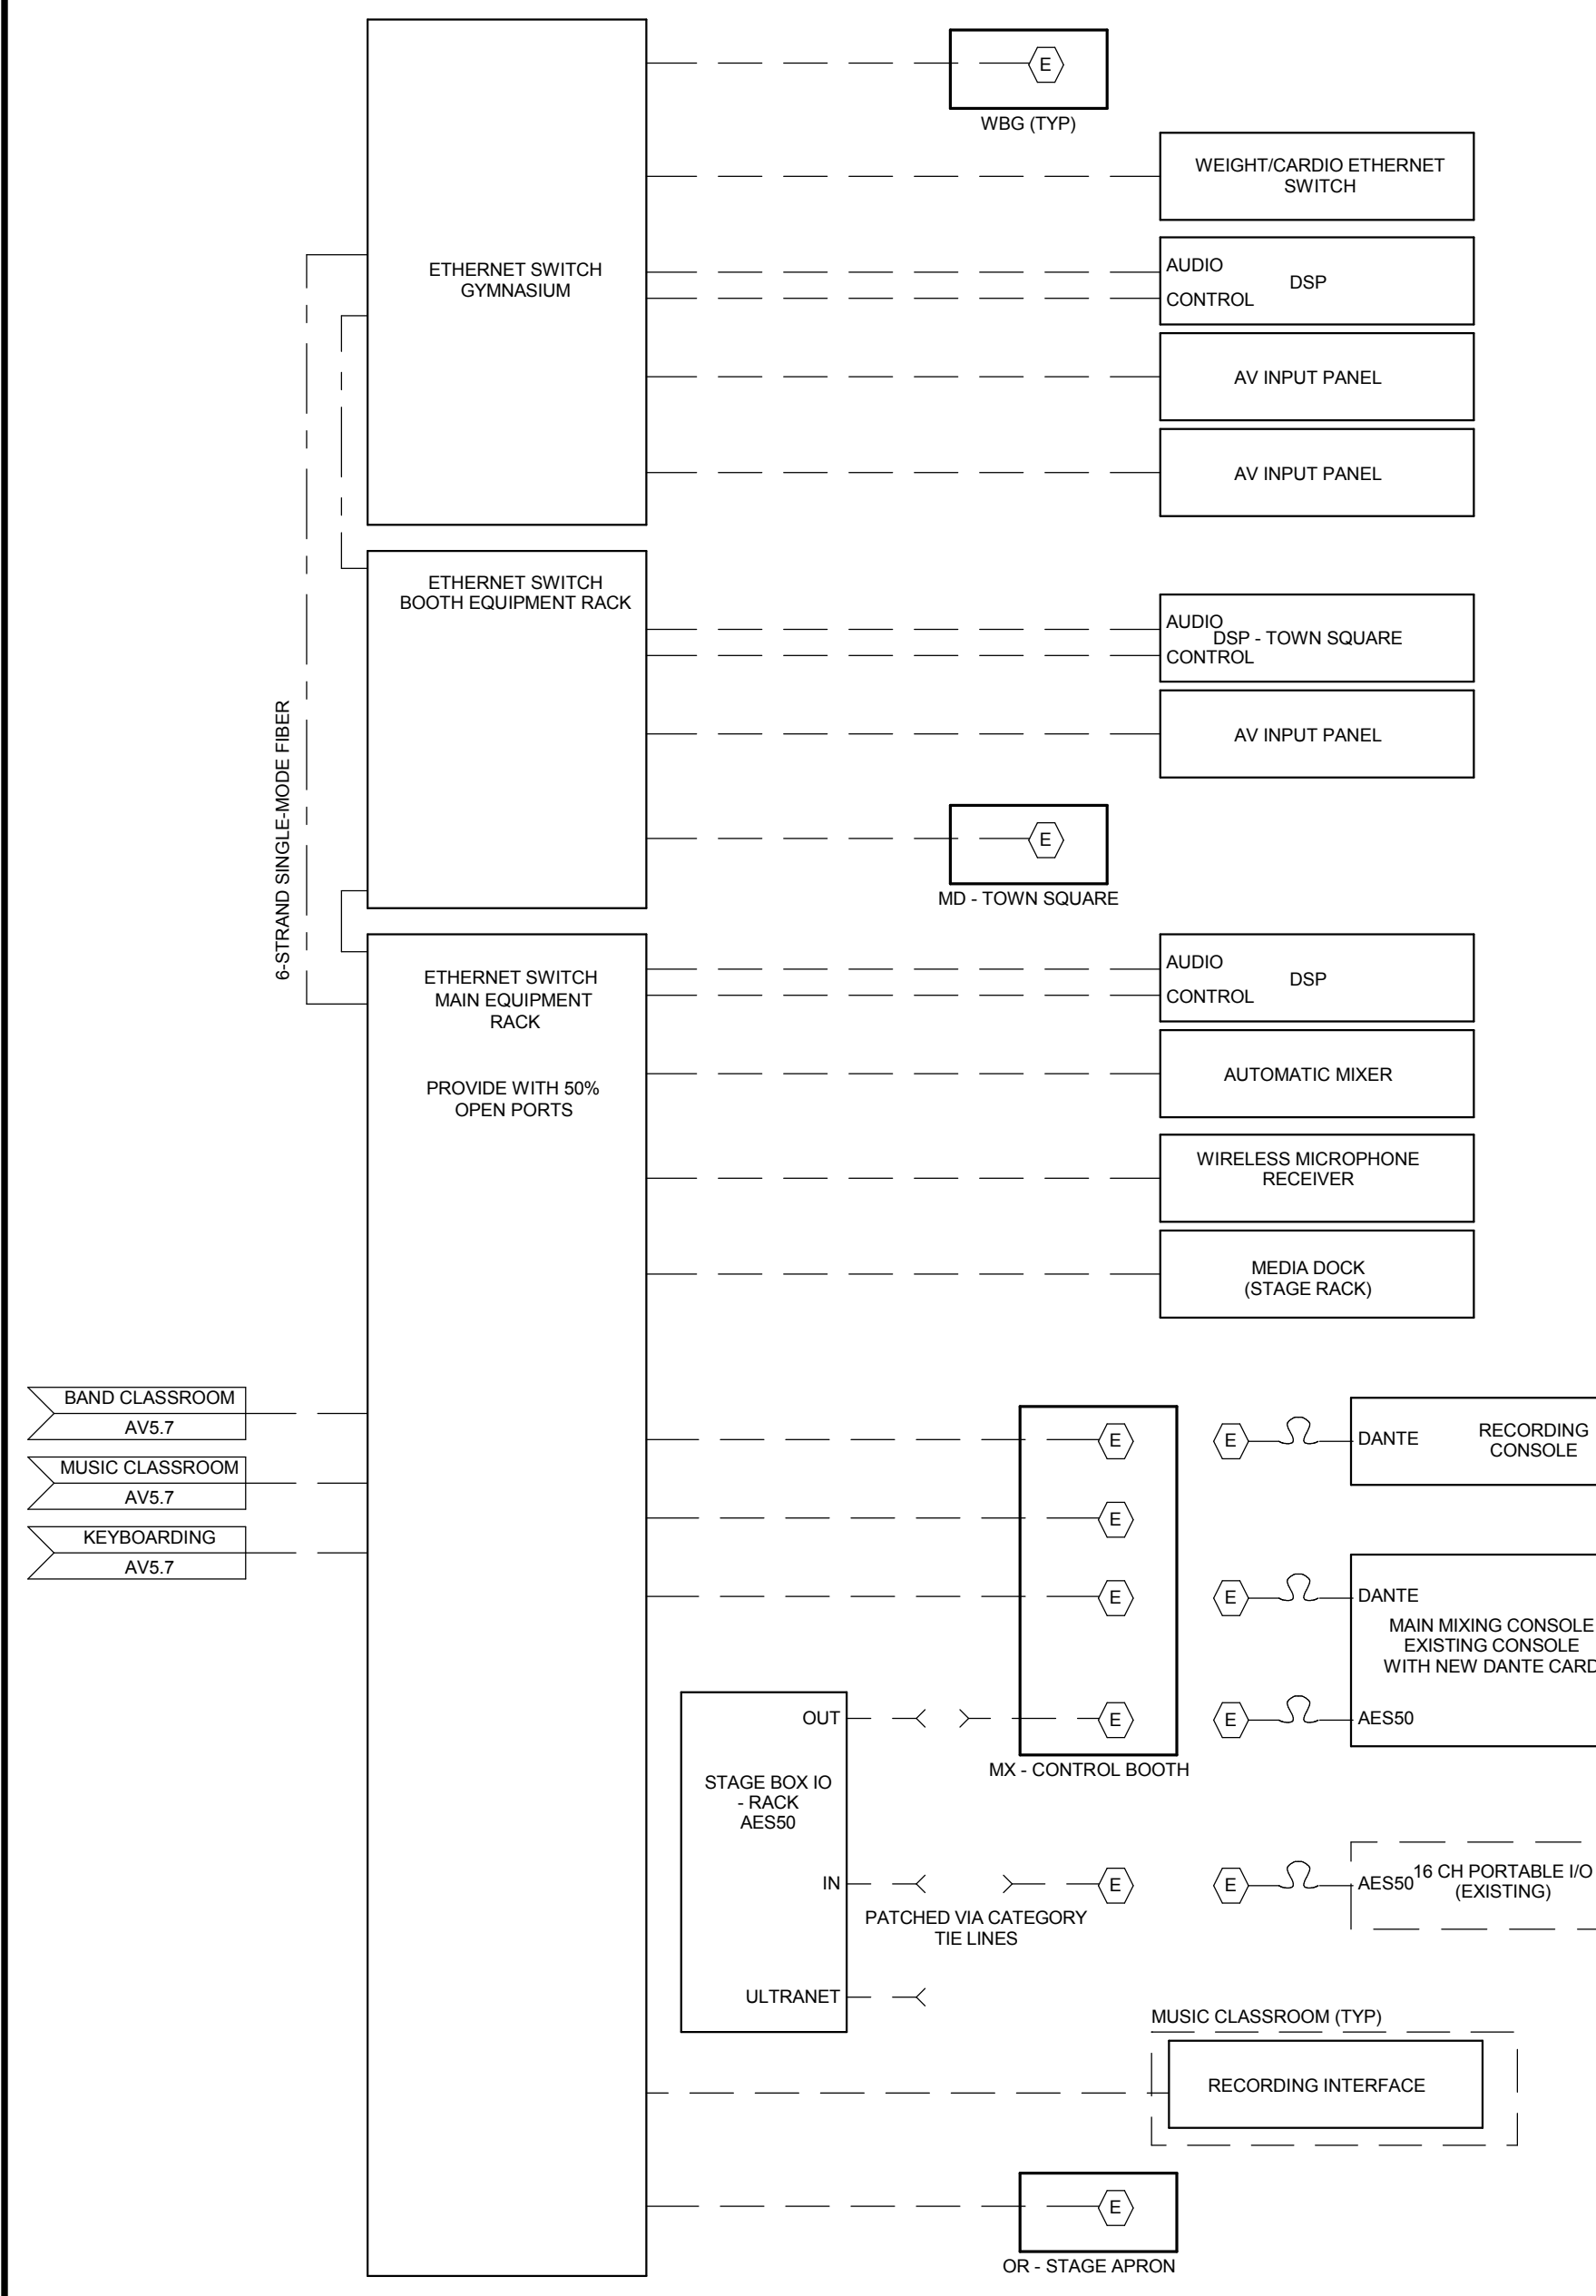 E
WBG (TYP)
WEIGHT/CARDIO ETHERNET
SWITCH
ETHERNET SWITCH
GYMNASIUM
AUDIO
DSP
CONTROL
AV INPUT PANEL
AV INPUT PANEL
ETHERNET SWITCH
BOOTH EQUIPMENT RACK
AUDIO
DSP - TOWN SQUARE
CONTROL
AV INPUT PANEL
E
MD - TOWN SQUARE
6-STRAND SINGLE-MODE FIBER
ETHERNET SWITCH
MAIN EQUIPMENT
RACK
PROVIDE WITH 50%
OPEN PORTS
AUDIO
DSP
CONTROL
AUTOMATIC MIXER
WIRELESS MICROPHONE
RECEIVER
MEDIA DOCK
(STAGE RACK)
BAND CLASSROOM
AV5.7
MUSIC CLASSROOM
AV5.7
KEYBOARDING
AV5.7
E
E
E
E
MX - CONTROL BOOTH
E
DANTE
RECORDING
CONSOLE
E
DANTE
MAIN MIXING CONSOLE
EXISTING CONSOLE
WITH NEW DANTE CARD
E
AES50
OUT
STAGE BOX IO
- RACK
AES50
IN
ULTRANET
E
PATCHED VIA CATEGORY
TIE LINES
E
AES50
16 CH PORTABLE I/O
(EXISTING)
MUSIC CLASSROOM (TYP)
RECORDING INTERFACE
E
OR - STAGE APRON